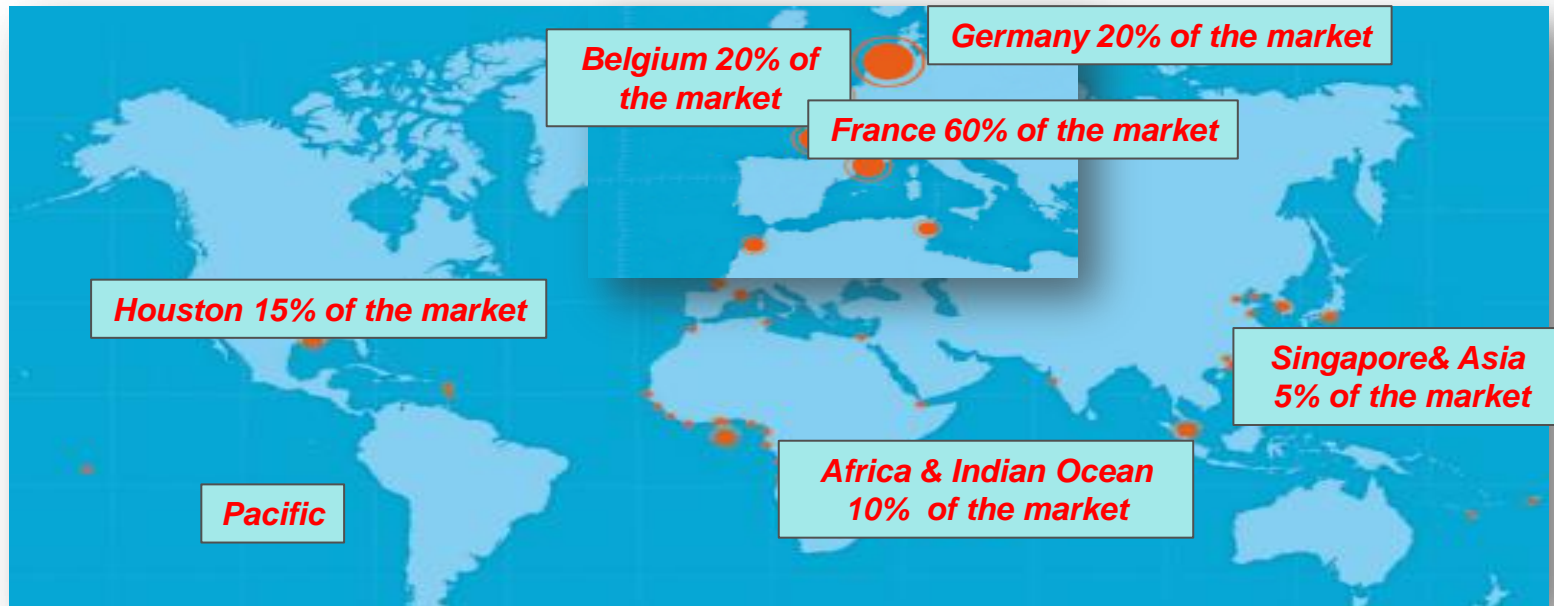 Germany 20% of the market
Belgium 20% of
the market
France 60% of the market
Houston 15% of the market
Singapore& Asia
5% of the market
Africa & Indian Ocean
10% of the market
Pacific